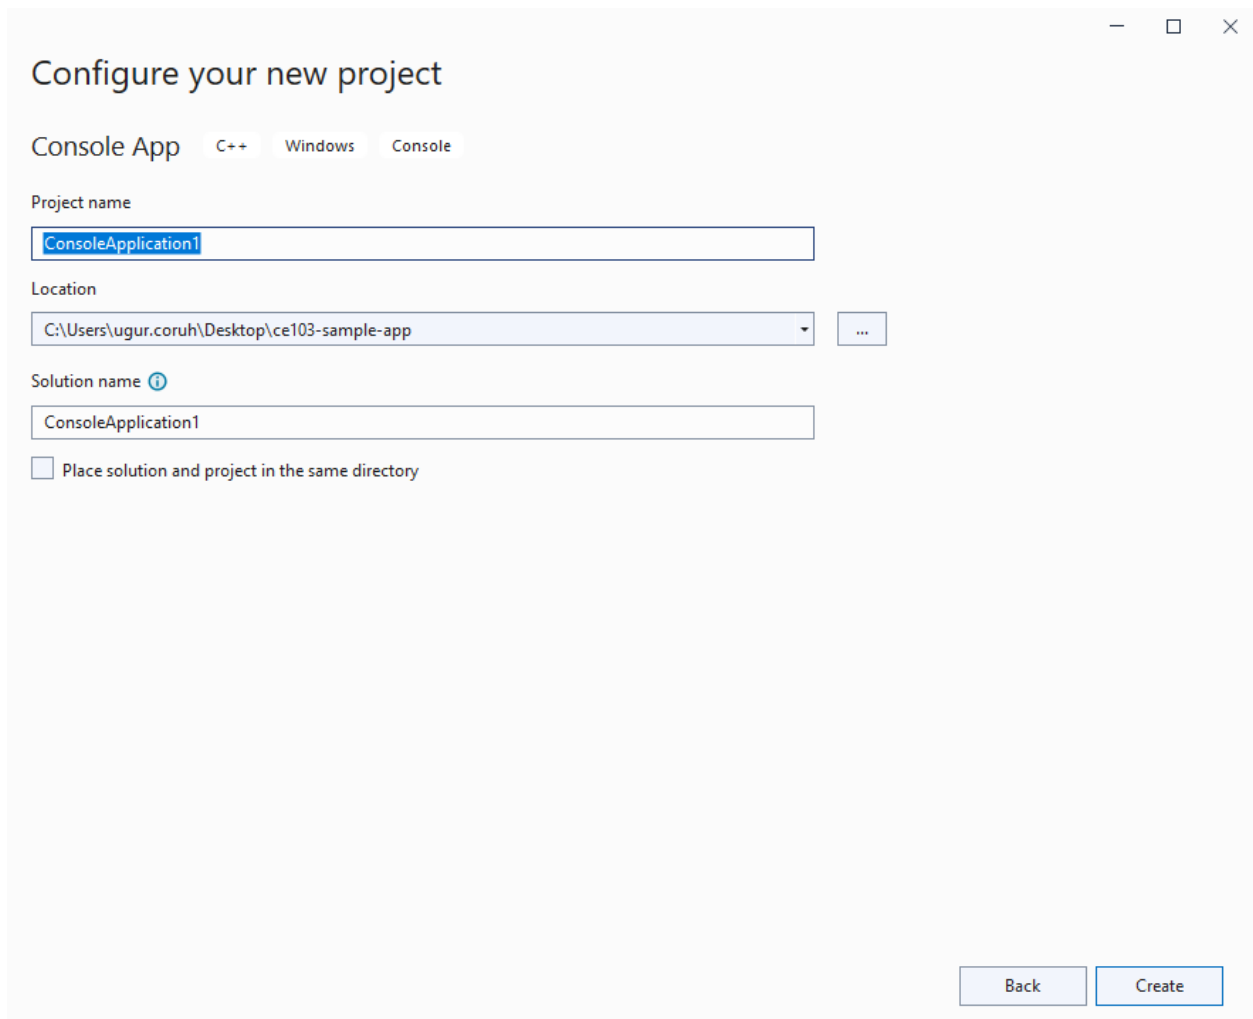 Configure your new project
Console App C++ Windows Console
Project name
ConsoleApplication1
Location
C:\Users\ugur.coruh\Desktop\ce103-sample-app ...
Solution name
ConsoleApplication1
Place solution and project in the same directory
Back Create